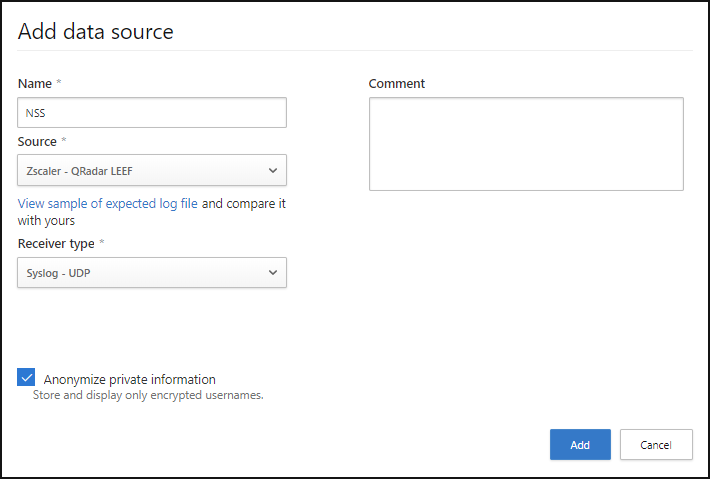 Add data source
Name *
NSS
Comment
Source *
Zscaler - QRadar LEEF
View sample of expected log file and compare it
with yours
Receiver type *
Syslog - UDP
Anonymize private information
Store and display only encrypted usernames.
Add
Cancel